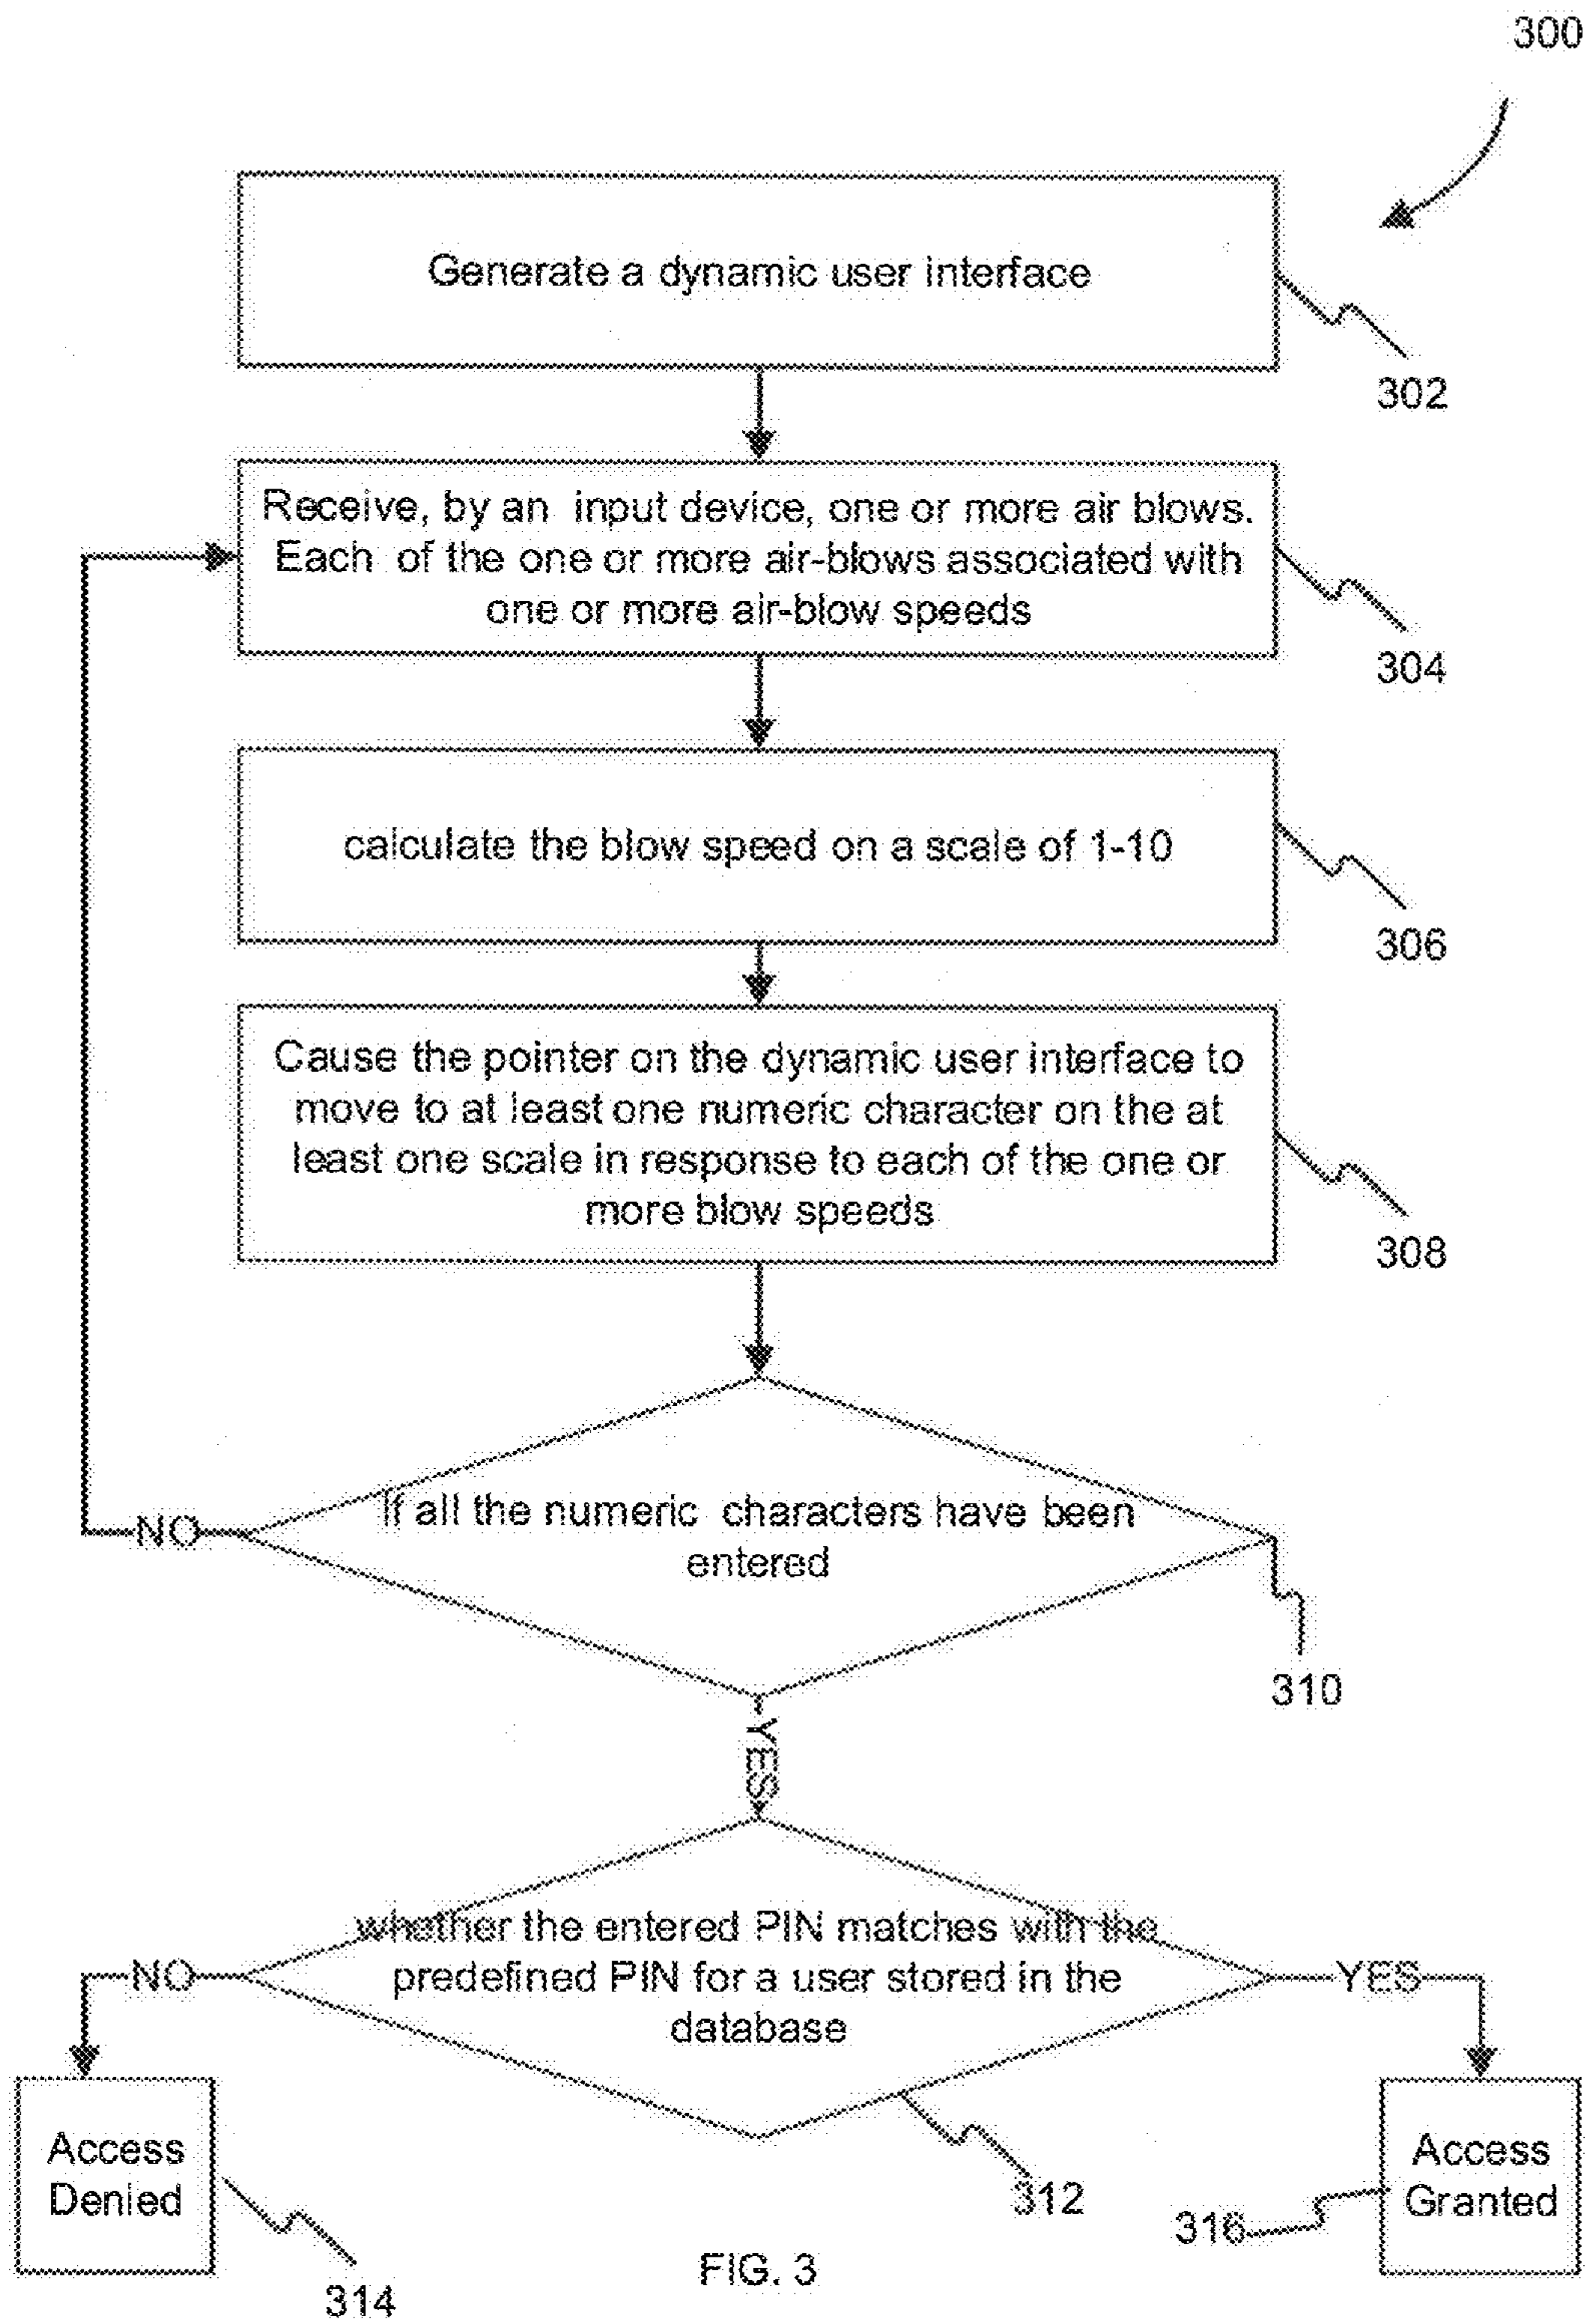 300
Generate a dynamic user interface
302
Receive, by an input device, one or more air blows.
Each of the one or more air-blows associated with
one or more air-blow speeds
304
calculate the blow speed on a scale of 1-10
306
Cause the pointer on the dynamic user interface to
move to at least one numeric character on the at
least one scale in response to each of the one or
more blow speeds
308
If all the numeric characters have been
entered
NO
310
YES
whether the entered PIN matches with the
predefined PIN for a user stored in the
database
NO
YES
312
Access
Denied
314
Access
Granted
316
FIG. 3